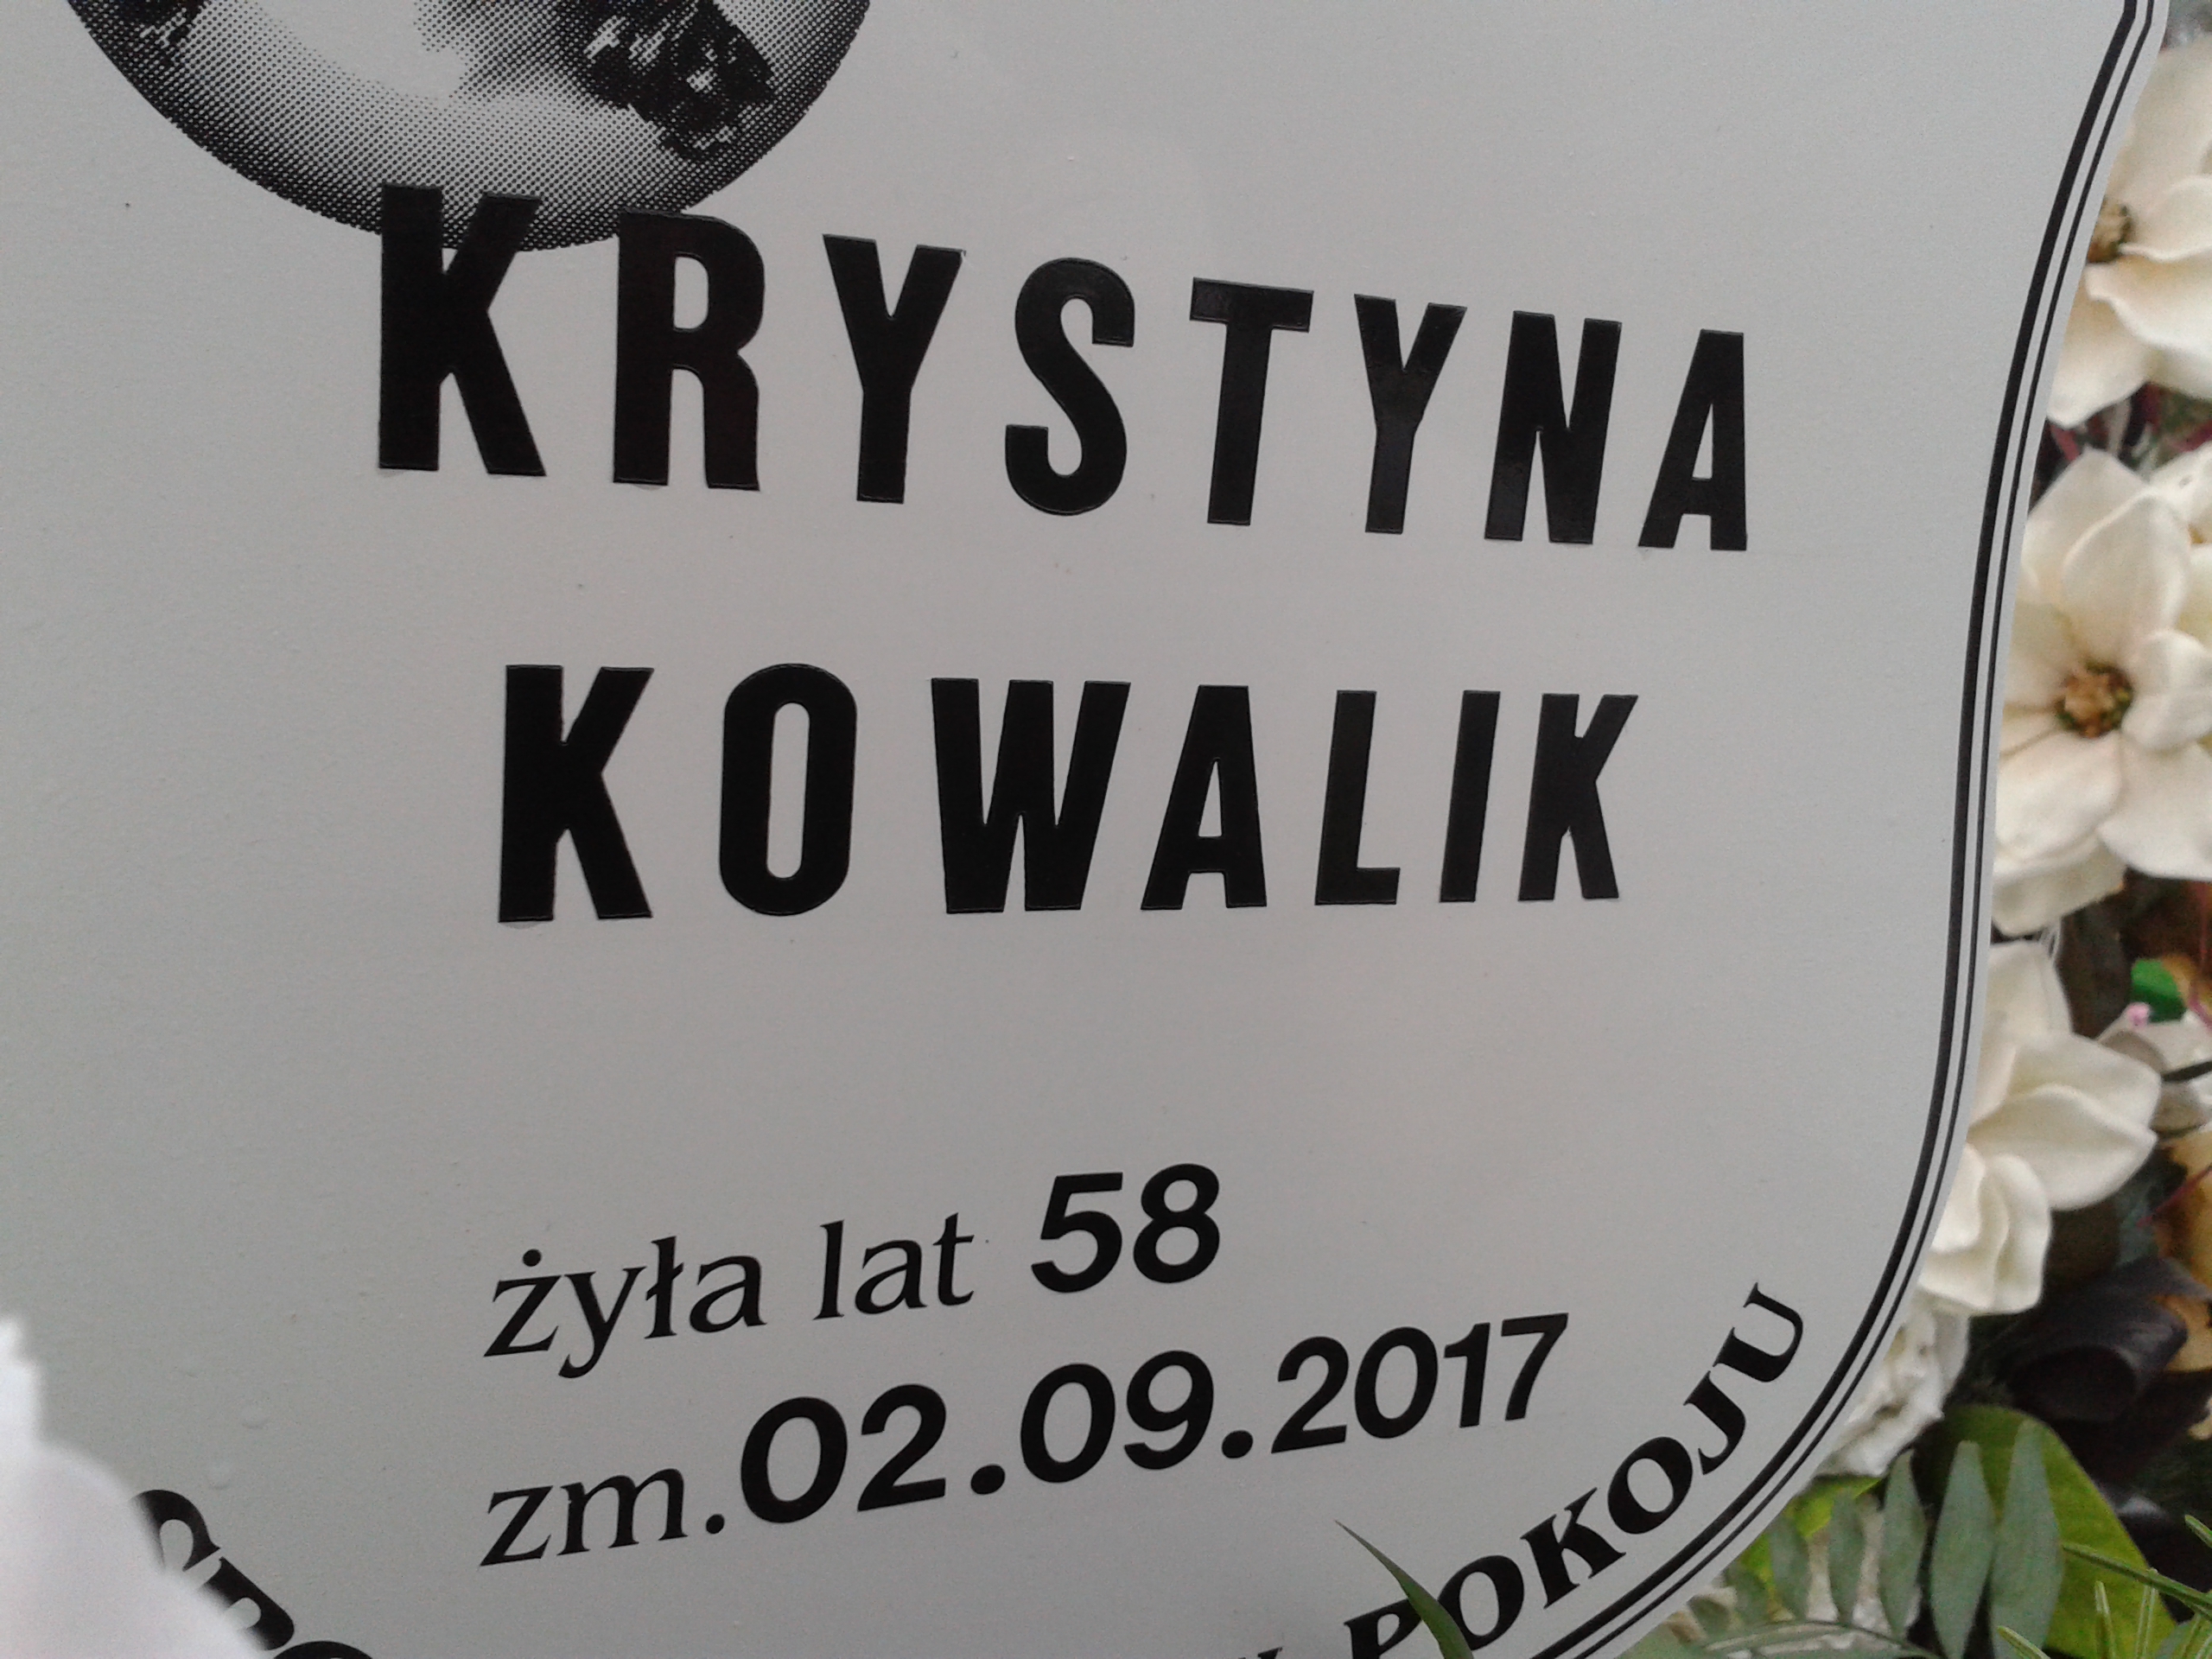 KRYSTYNA
KOWALIK
żyła lat 58
zm.02.09.2017
POKOJU